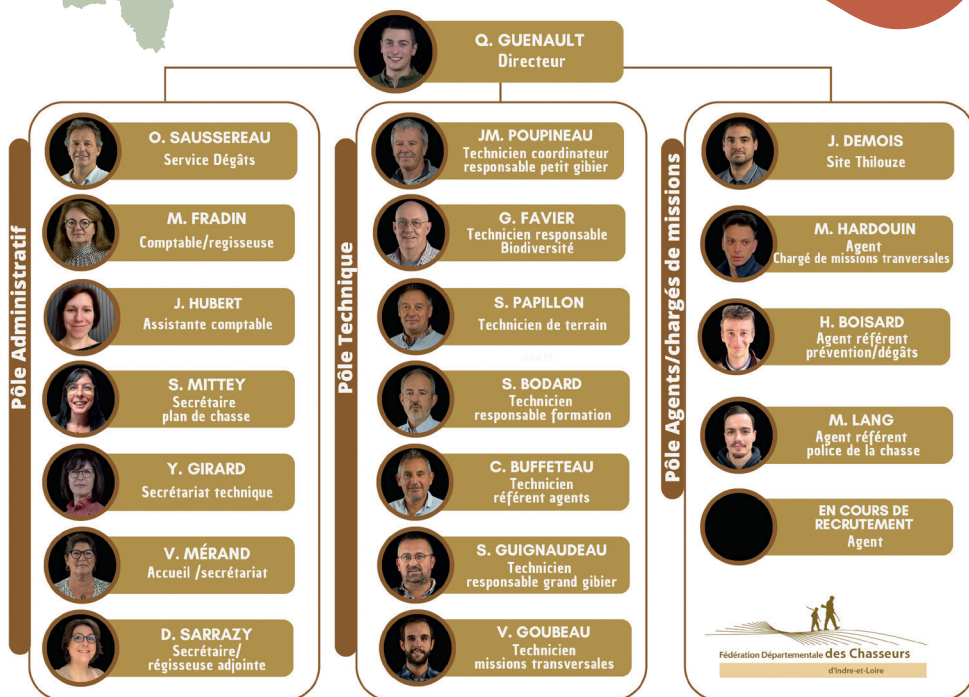 Q. GUENAULT
Directeur
Pôle Administratif
O. SAUSSEREAU
Service Dégâts
M. FRADIN
Comptable/regisseuse
J. HUBERT
Assistante comptable
S. MITTEY
Secrétaire
plan de chasse
Y. GIRARD
Secrétariat technique
V. MÉRAND
Accueil /secrétariat
D. SARRAZY
Secrétaire/
régisseuse adjointe
Pôle Technique
JM. POUPINEAU
Technicien coordinateur
responsable petit gibier
G. FAVIER
Technicien responsable
Biodiversité
S. PAPILLON
Technicien de terrain
S. BODARD
Technicien
responsable formation
C. BUFFETEAU
Technicien
référent agents
S. GUIGNAUDEAU
Technicien
responsable grand gibier
V. GOUBEAU
Technicien
missions transversales
Pôle Agents/chargés de missions
J. DEMOIS
Site Thilouze
M. HARDOUIN
Agent
Chargé de missions tranversales
H. BOISARD
Agent référent
prévention/dégâts
M. LANG
Agent référent
police de la chasse
EN COURS DE
RECRUTEMENT
Agent
Fédération Départementale des Chasseurs
d'Indre-et-Loire